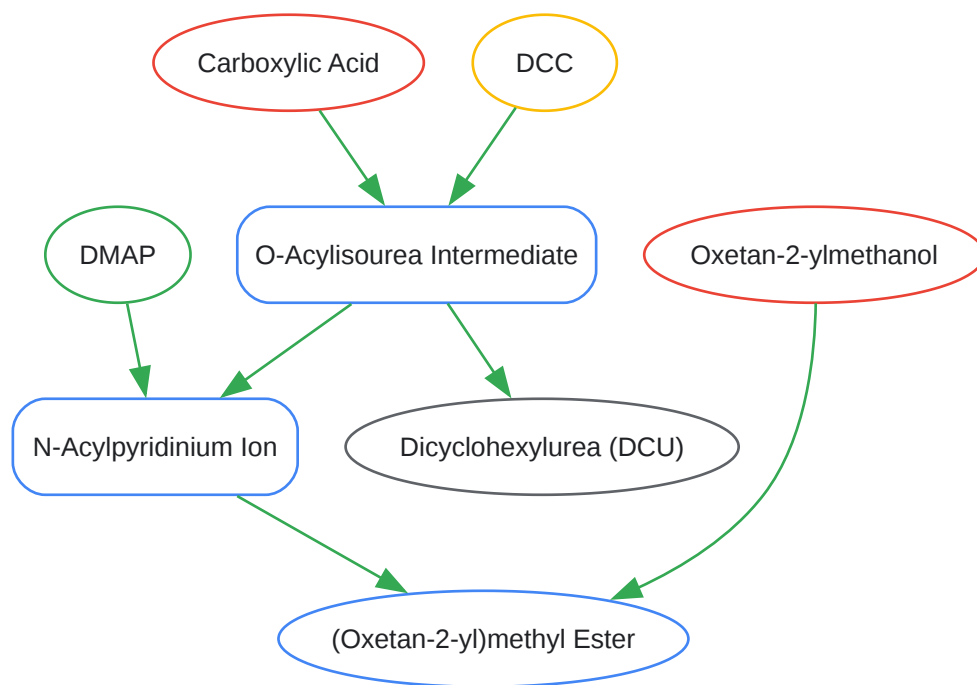 Carboxylic Acid
DCC
DMAP
O-Acylisourea Intermediate
Oxetan-2-ylmethanol
N-Acylpyridinium Ion
Dicyclohexylurea (DCU)
(Oxetan-2-yl)methyl Ester